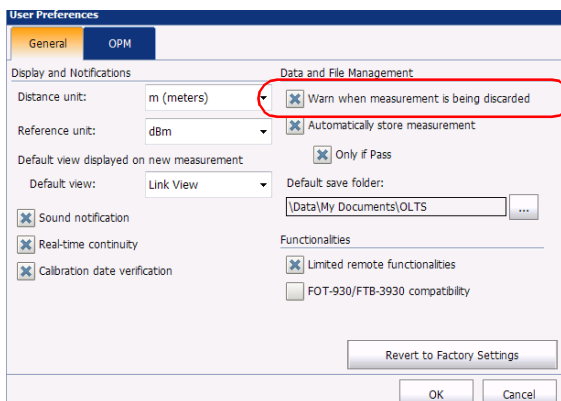 User Preferences
General OPM
Display and Notifications
Distance unit: m (meters)
Reference unit: dBm
Default view displayed on new measurement
Default view: Link View
Sound notification
Real-time continuity
Calibration date verification
Data and File Management
Warn when measurement is being discarded
Automatically store measurement
Only if Pass
Default save folder:
\Data\My Documents\OLTS ...
Functionalities
Limited remote functionalities
FOT-930/FTB-3930 compatibility
Revert to Factory Settings
OK Cancel